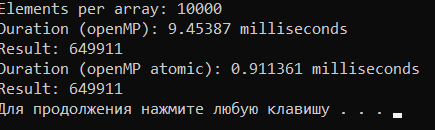 Elements per array: 10000
Duration (openMP): 9.45387 milliseconds
Result: 649911
Duration (openMP atomic): 0.911361 milliseconds
Result: 649911
Для продолжения нажмите любую клавишу . . .